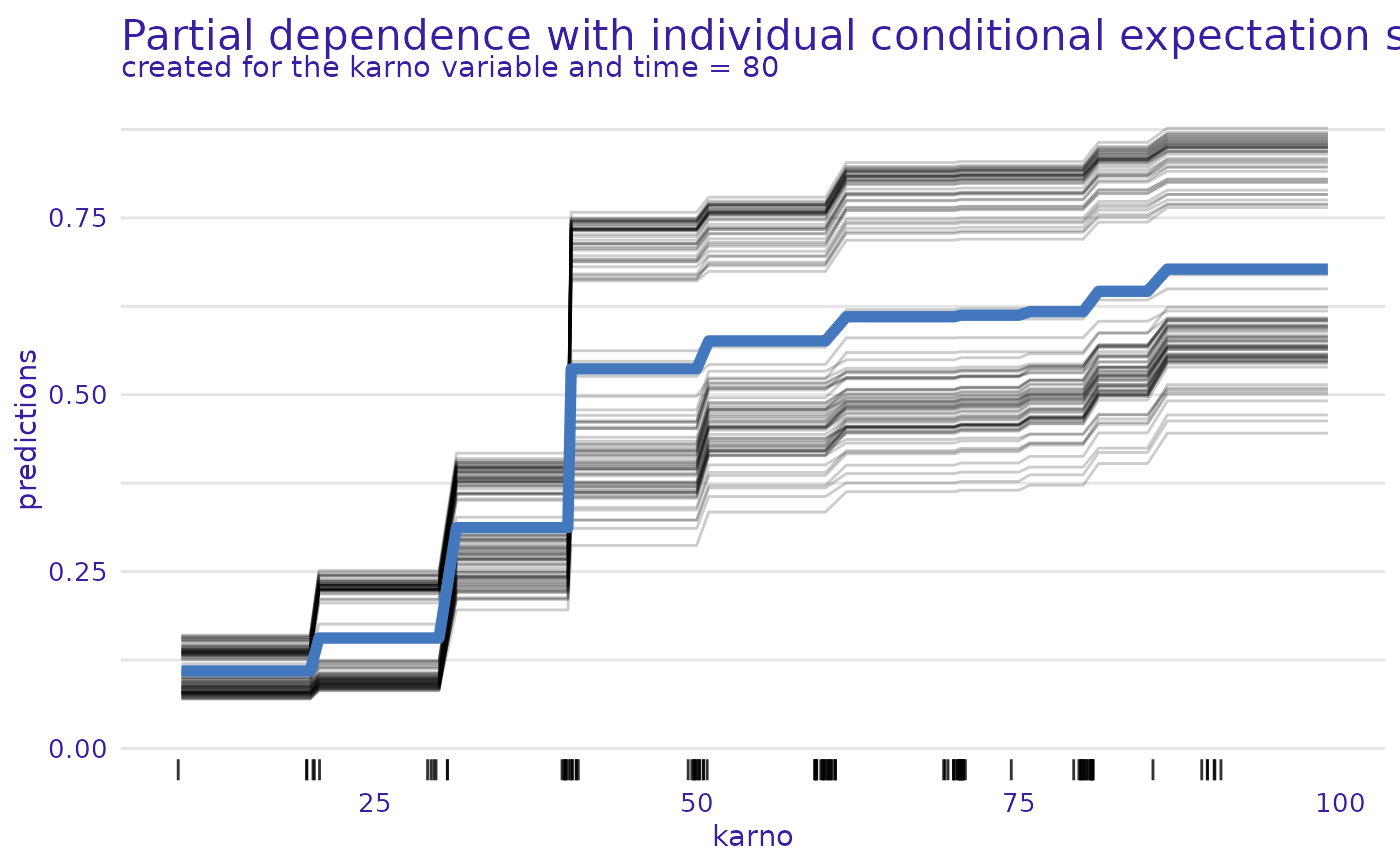 Partial dependence with individual conditional expectation s
created for the karno variable and time = 80
0.75
0.50
0.25
0.00
predictions
25 50 75 100
karno